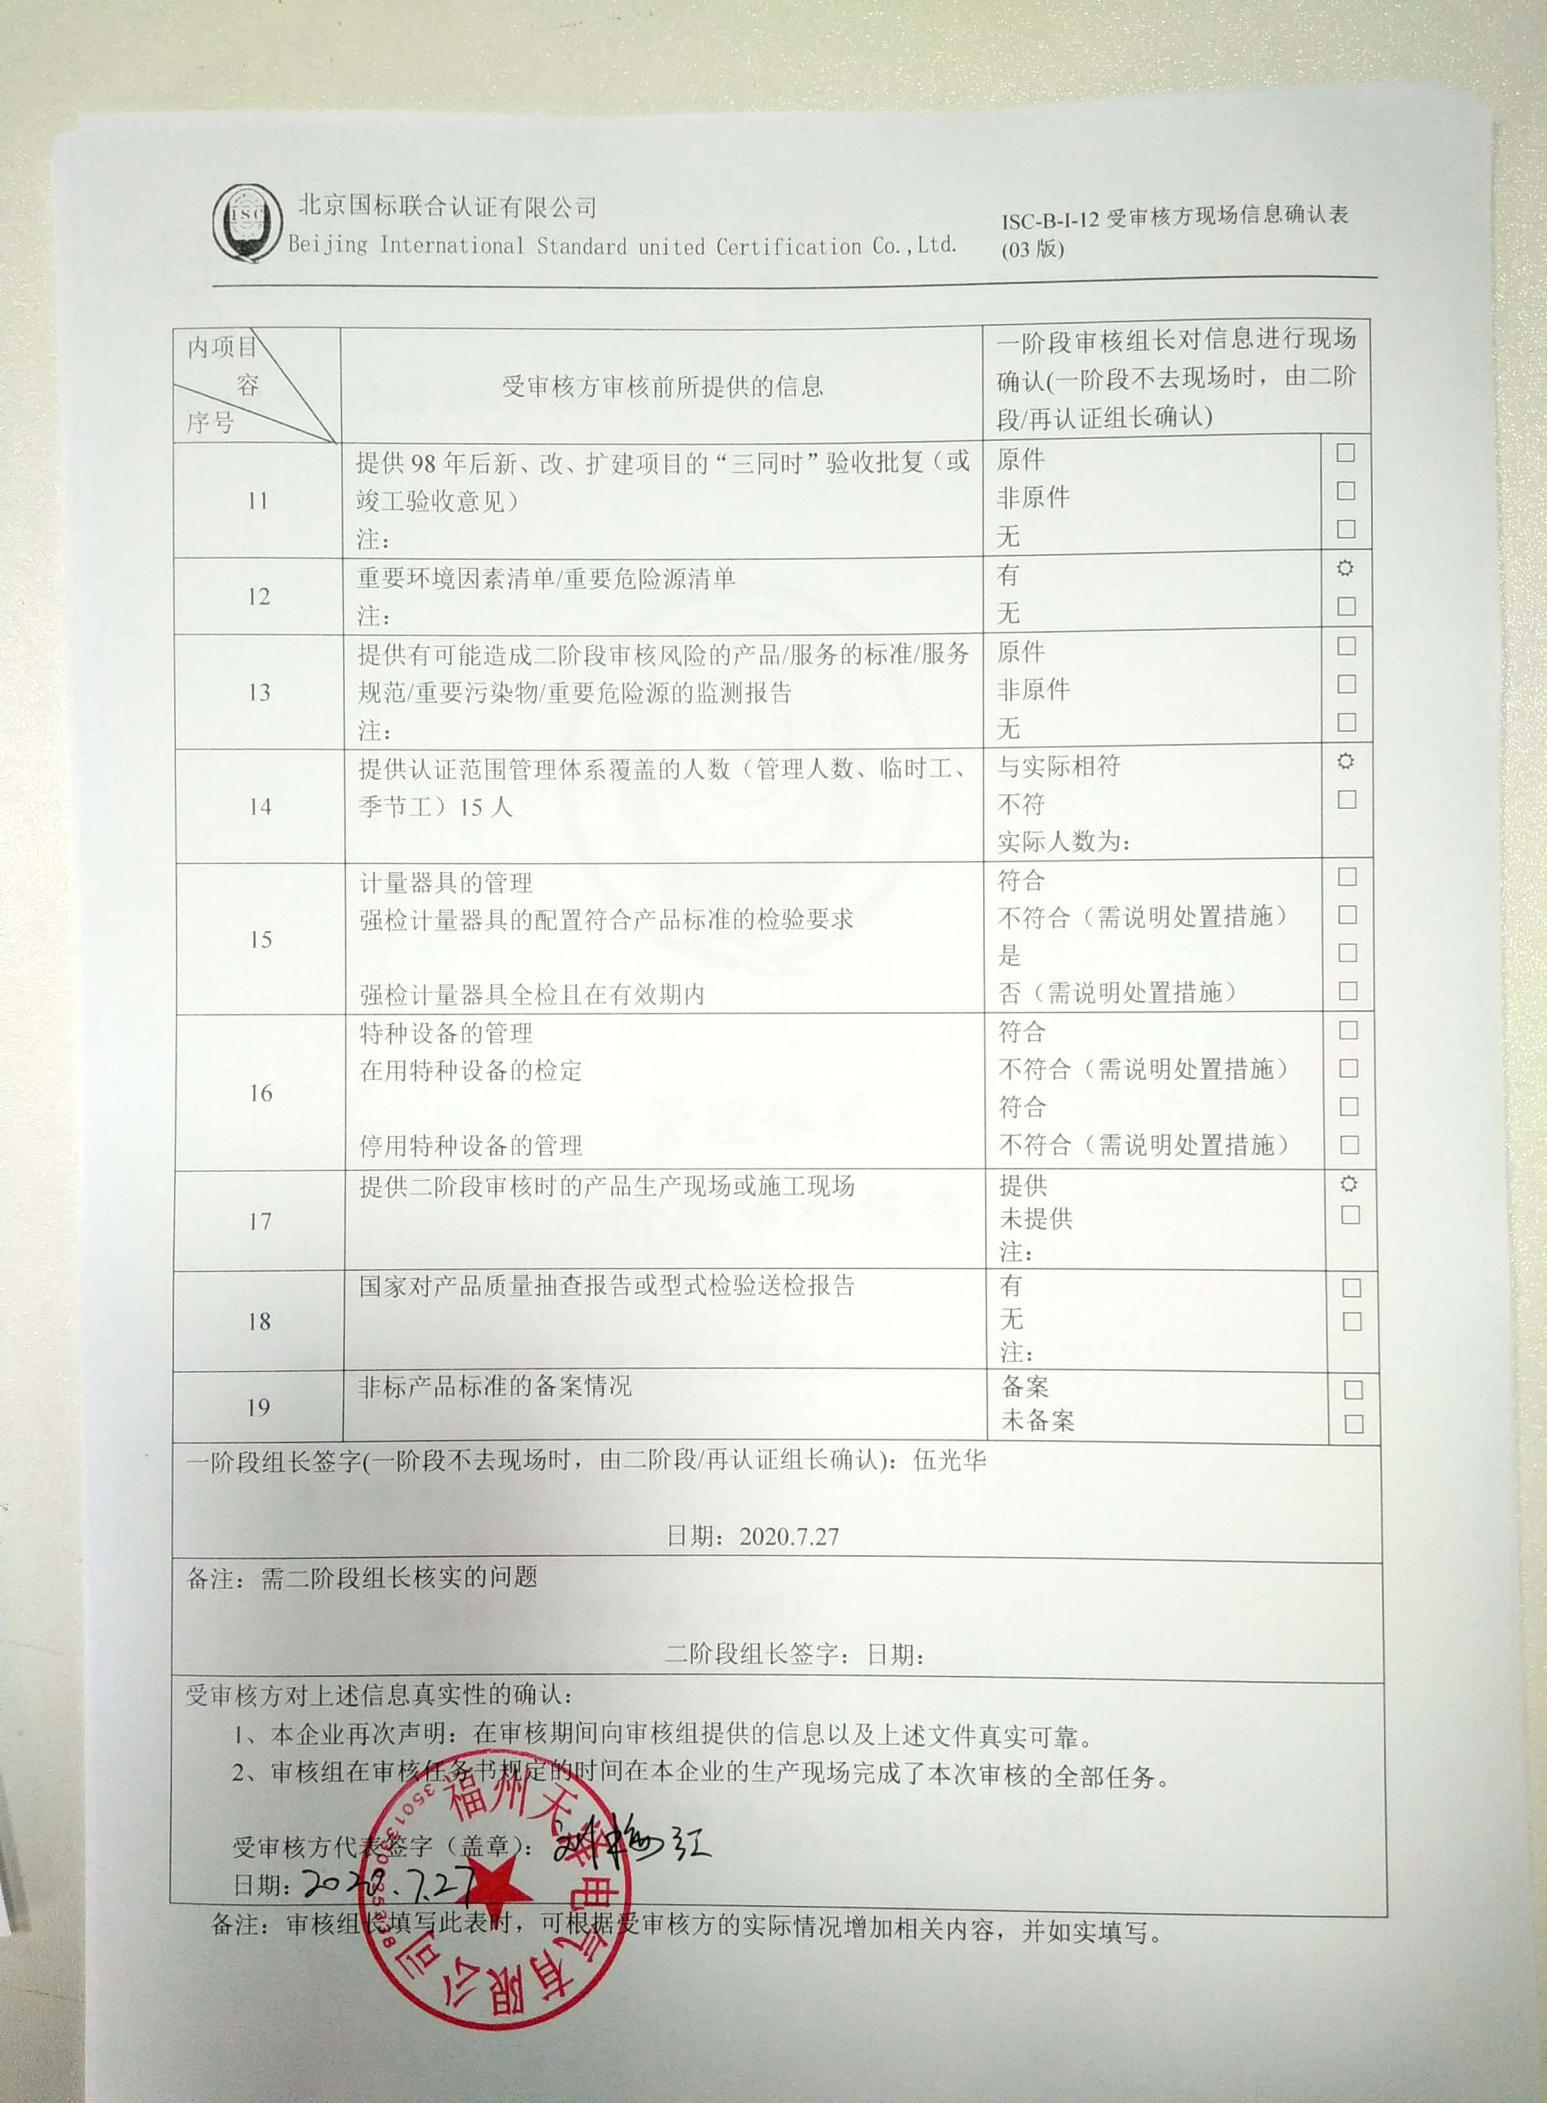 ISC
北京国标联合认证有限公司
Beijing International Standard united Certification Co.,Ltd.
ISC-B-I-12 受审核方现场信息确认表
(03 版)
内项目
容
序号
受审核方审核前所提供的信息
一阶段审核组长对信息进行现场
确认(一阶段不去现场时，由二阶
段/再认证组长确认)
11
提供 98 年后新、改、扩建项目的“三同时”验收批复（或
竣工验收意见）
注：
原件 □
非原件 □
无 □
12
重要环境因素清单/重要危险源清单
注：
有 ☼
无 □
13
提供有可能造成二阶段审核风险的产品/服务的标准/服务
规范/重要污染物/重要危险源的监测报告
注：
原件 □
非原件 □
无 □
14
提供认证范围管理体系覆盖的人数（管理人数、临时工、
季节工）15 人
与实际相符 ☼
不符 □
实际人数为：
15
计量器具的管理
强检计量器具的配置符合产品标准的检验要求
强检计量器具全检且在有效期内
符合 □
不符合（需说明处置措施） □
是 □
否（需说明处置措施） □
16
特种设备的管理
在用特种设备的检定
停用特种设备的管理
符合 □
不符合（需说明处置措施） □
符合 □
不符合（需说明处置措施） □
17
提供二阶段审核时的产品生产现场或施工现场
提供 ☼
未提供 □
注：
18
国家对产品质量抽查报告或型式检验送检报告
有 □
无 □
注：
19
非标产品标准的备案情况
备案 □
未备案 □
一阶段组长签字(一阶段不去现场时，由二阶段/再认证组长确认)：伍光华
日期：2020.7.27
备注：需二阶段组长核实的问题
二阶段组长签字：日期：
受审核方对上述信息真实性的确认：
1、本企业再次声明：在审核期间向审核组提供的信息以及上述文件真实可靠。
2、审核组在审核任务书规定的时间在本企业的生产现场完成了本次审核的全部任务。
受审核方代表签字（盖章）：刘梅红
日期：2020.7.27
备注：审核组长填写此表时，可根据受审核方的实际情况增加相关内容，并如实填写。
福州天 电气有限公司